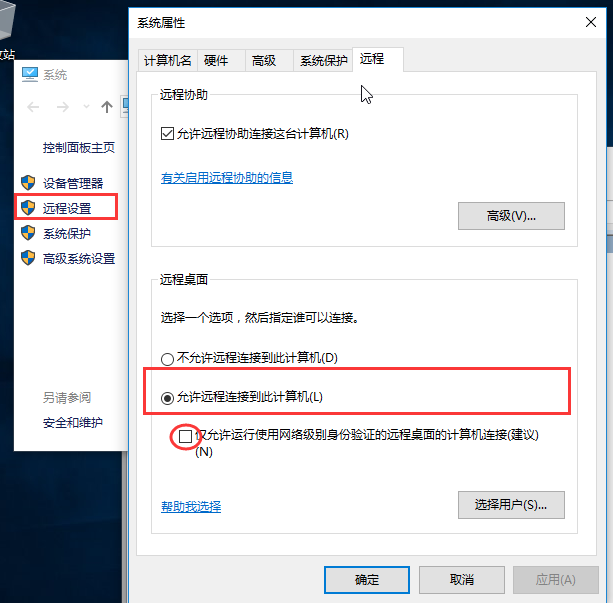 系统属性
站
系统
计算机名
硬件
高级
系统保护
远程
远程协助
允许远程协助连接这台计算机(R)
有关启用远程协助的信息
高级(V)...
控制面板主页
设备管理器
远程设置
系统保护
高级系统设置
另请参阅
安全和维护
远程桌面
选择一个选项，然后指定谁可以连接。
不允许远程连接到此计算机(D)
允许远程连接到此计算机(L)
仅允许运行使用网络级别身份验证的远程桌面的计算机连接(建议)
(N)
帮助我选择
选择用户(S)...
确定
取消
应用(A)